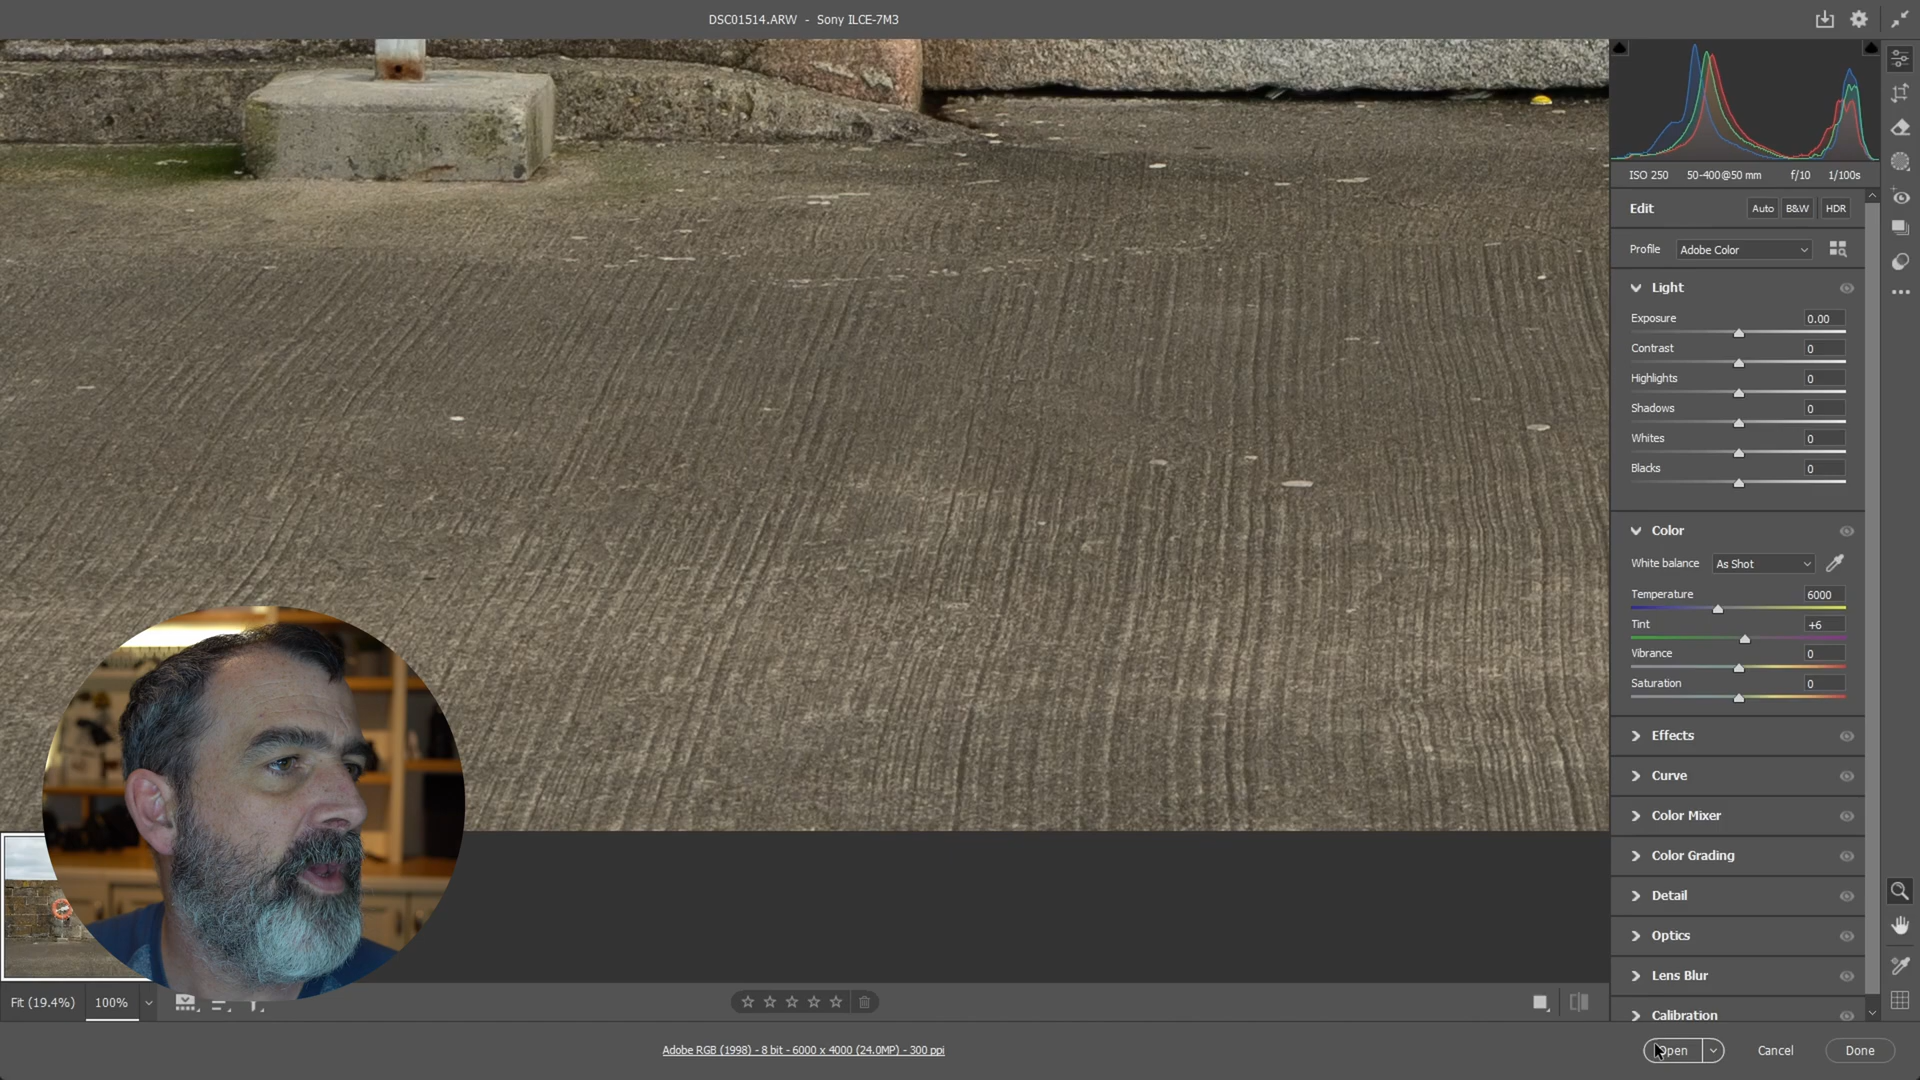 DSC01514.ARW - Sony ILCE-7M3
ISO 250 50-400@50 mm f/10 1/100s
Edit Auto B&W HDR
Profile Adobe Color
Light
Exposure 0.00
Contrast 0
Highlights 0
Shadows 0
Whites 0
Blacks 0
Color
White balance As Shot
Temperature 6000
Tint +6
Vibrance 0
Saturation 0
Effects
Curve
Color Mixer
Color Grading
Detail
Optics
Lens Blur
Calibration
Fit (19.4%) 100%
Adobe RGB (1998) - 8 bit - 6000 x 4000 (24.0MP) - 300 ppi
Open Cancel Done